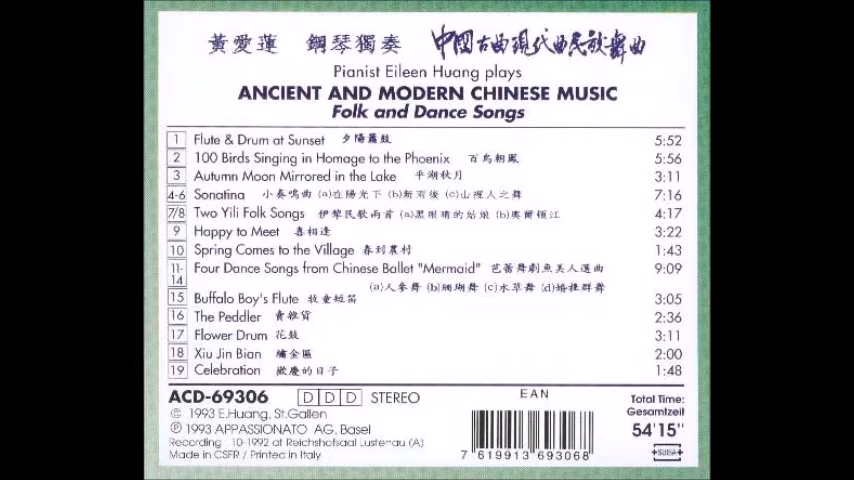 黃愛蓮 鋼琴獨奏 中國古曲現代曲民歌舞曲
Pianist Eileen Huang plays
ANCIENT AND MODERN CHINESE MUSIC
Folk and Dance Songs
1 Flute & Drum at Sunset 夕陽簫鼓 5:52
2 100 Birds Singing in Homage to the Phoenix 百鳥朝鳳 5:56
3 Autumn Moon Mirrored in the Lake 平湖秋月 3:11
4-6 Sonatina 小奏鳴曲 (a)在陽光下 (b)新雨後 (c)山裡人之舞 7:16
7/8 Two Yili Folk Songs 伊犂民歌兩首 (a)黑眼睛的姑娘 (b)奧爾頓江 4:17
9 Happy to Meet 喜相逢 3:22
10 Spring Comes to the Village 春到農村 1:43
11-14 Four Dance Songs from Chinese Ballet "Mermaid" 芭蕾舞劇魚美人選曲 9:09
(a)人參舞 (b)珊瑚舞 (c)水草舞 (d)婚禮群舞
15 Buffalo Boy's Flute 牧童短笛 3:05
16 The Peddler 賣雜貨 2:36
17 Flower Drum 花鼓 3:11
18 Xiu Jin Bian 繡金匾 2:00
19 Celebration 歡慶的日子 1:48
ACD-69306 DDD STEREO EAN Total Time:
Gesamtzeit
54'15"
© 1993 E.Huang, St.Gallen
℗ 1993 APPASSIONATO AG, Basel
Recording: 10-1992 at Reichshofsaal Lustenau (A)
Made in CSFR / Printed in Italy
7 619913 693068
SUISA